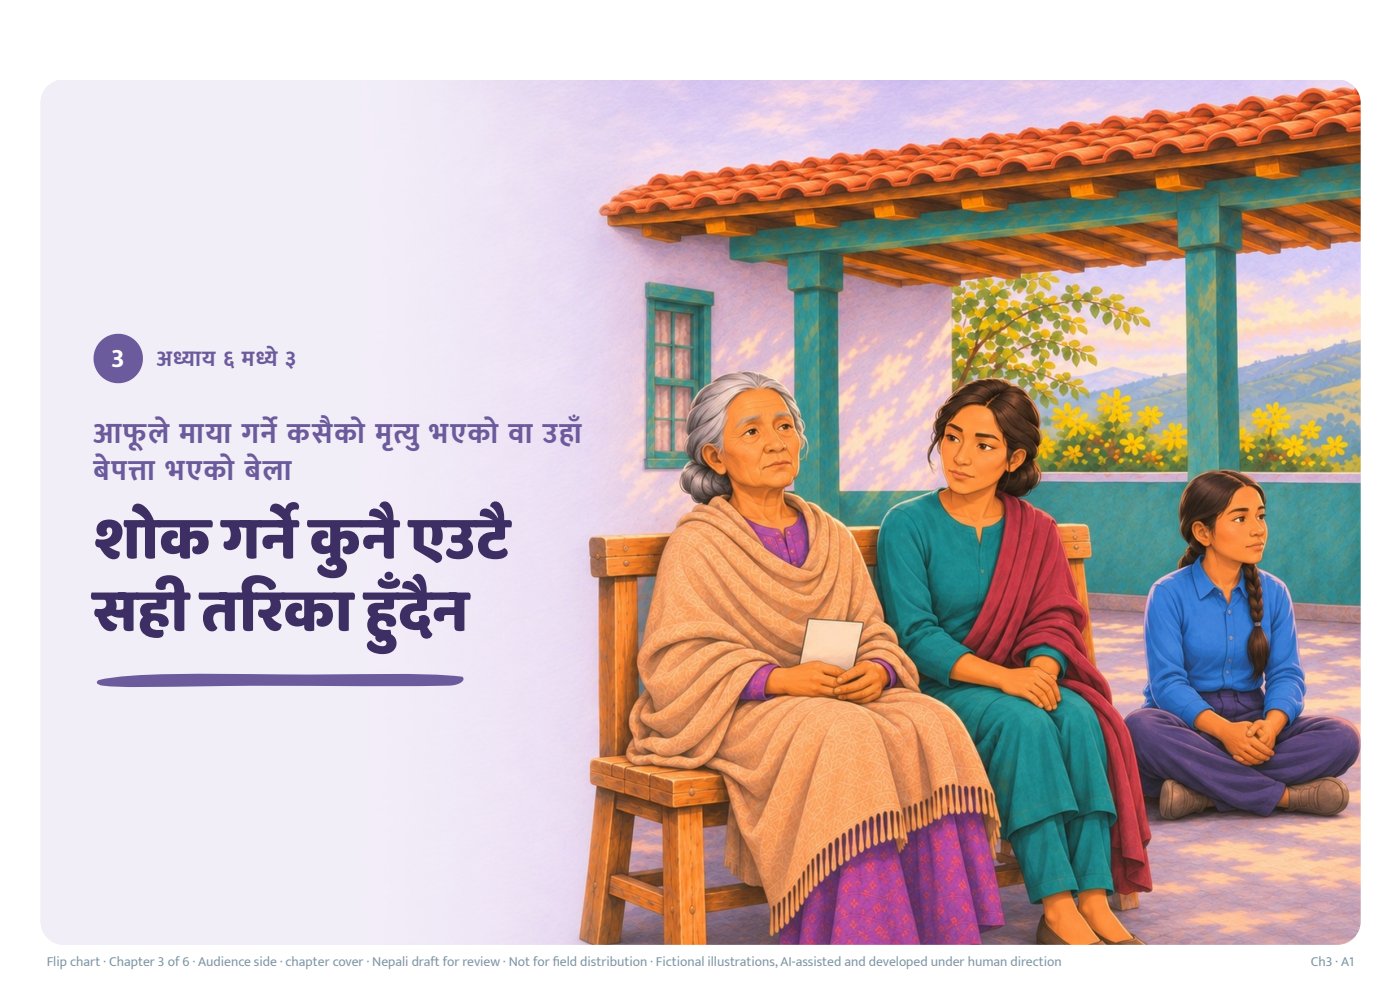 3 अध्याय ६ मध्ये ३
आफूले माया गर्ने कसैको मृत्यु भएको वा उहाँ
बेपत्ता भएको बेला
शोक गर्ने कुनै एउटै
सही तरिका हुँदैन
Flip chart · Chapter 3 of 6 · Audience side · chapter cover · Nepali draft for review · Not for field distribution · Fictional illustrations, AI-assisted and developed under human direction
Ch3 · A1